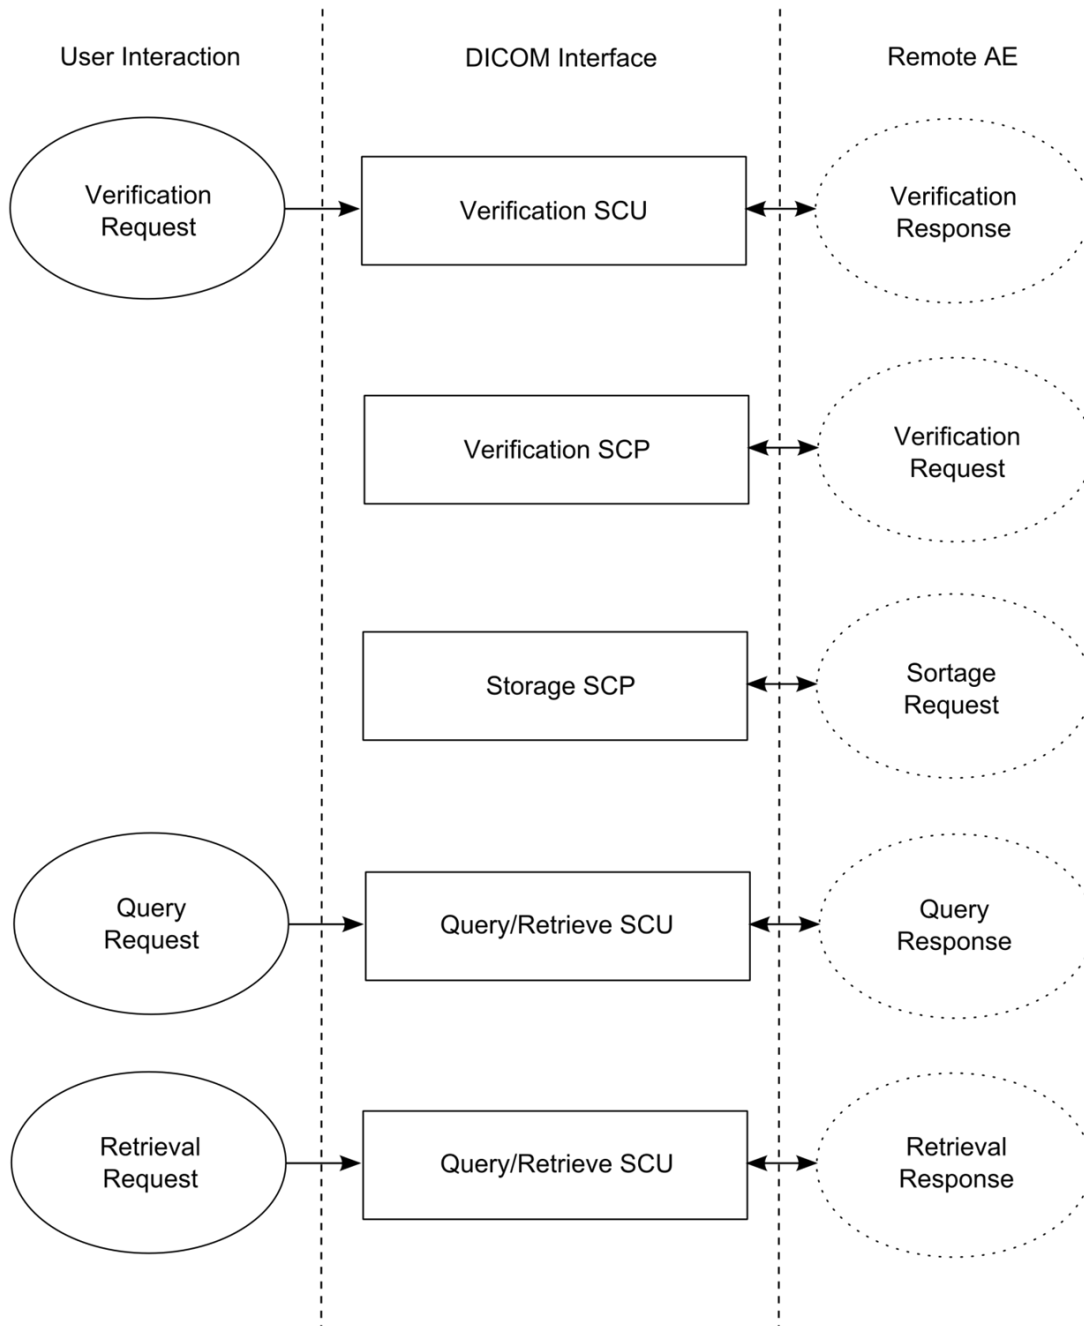 User Interaction
DICOM Interface
Remote AE
Verification
Request
Verification SCU
Verification
Response
Verification SCP
Verification
Request
Storage SCP
Sortage
Request
Query
Request
Query/Retrieve SCU
Query
Response
Retrieval
Request
Query/Retrieve SCU
Retrieval
Response